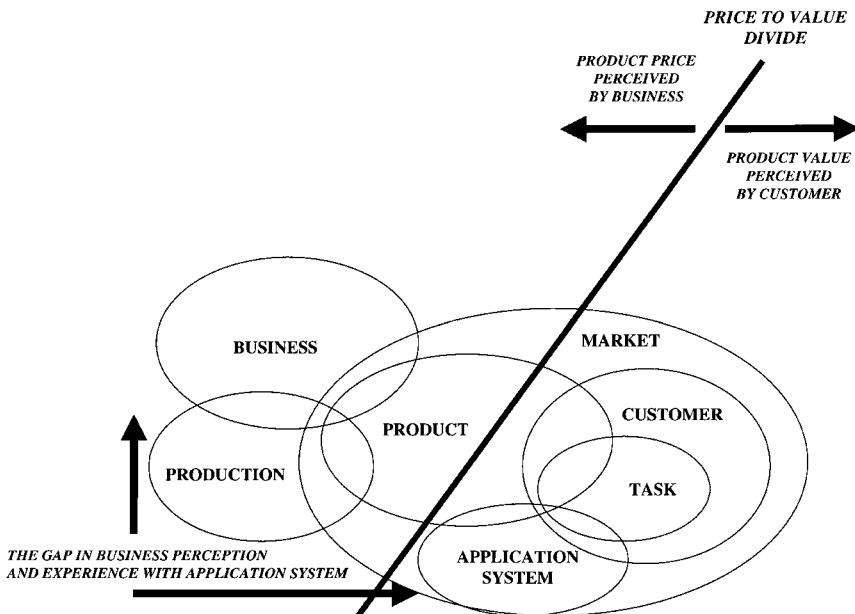 PRICE TO VALUE
DIVIDE
PRODUCT PRICE
PERCEIVED
BY BUSINESS
PRODUCT VALUE
PERCEIVED
BY CUSTOMER
BUSINESS
MARKET
PRODUCT
CUSTOMER
PRODUCTION
TASK
THE GAP IN BUSINESS PERCEPTION
AND EXPERIENCE WITH APPLICATION SYSTEM
APPLICATION
SYSTEM